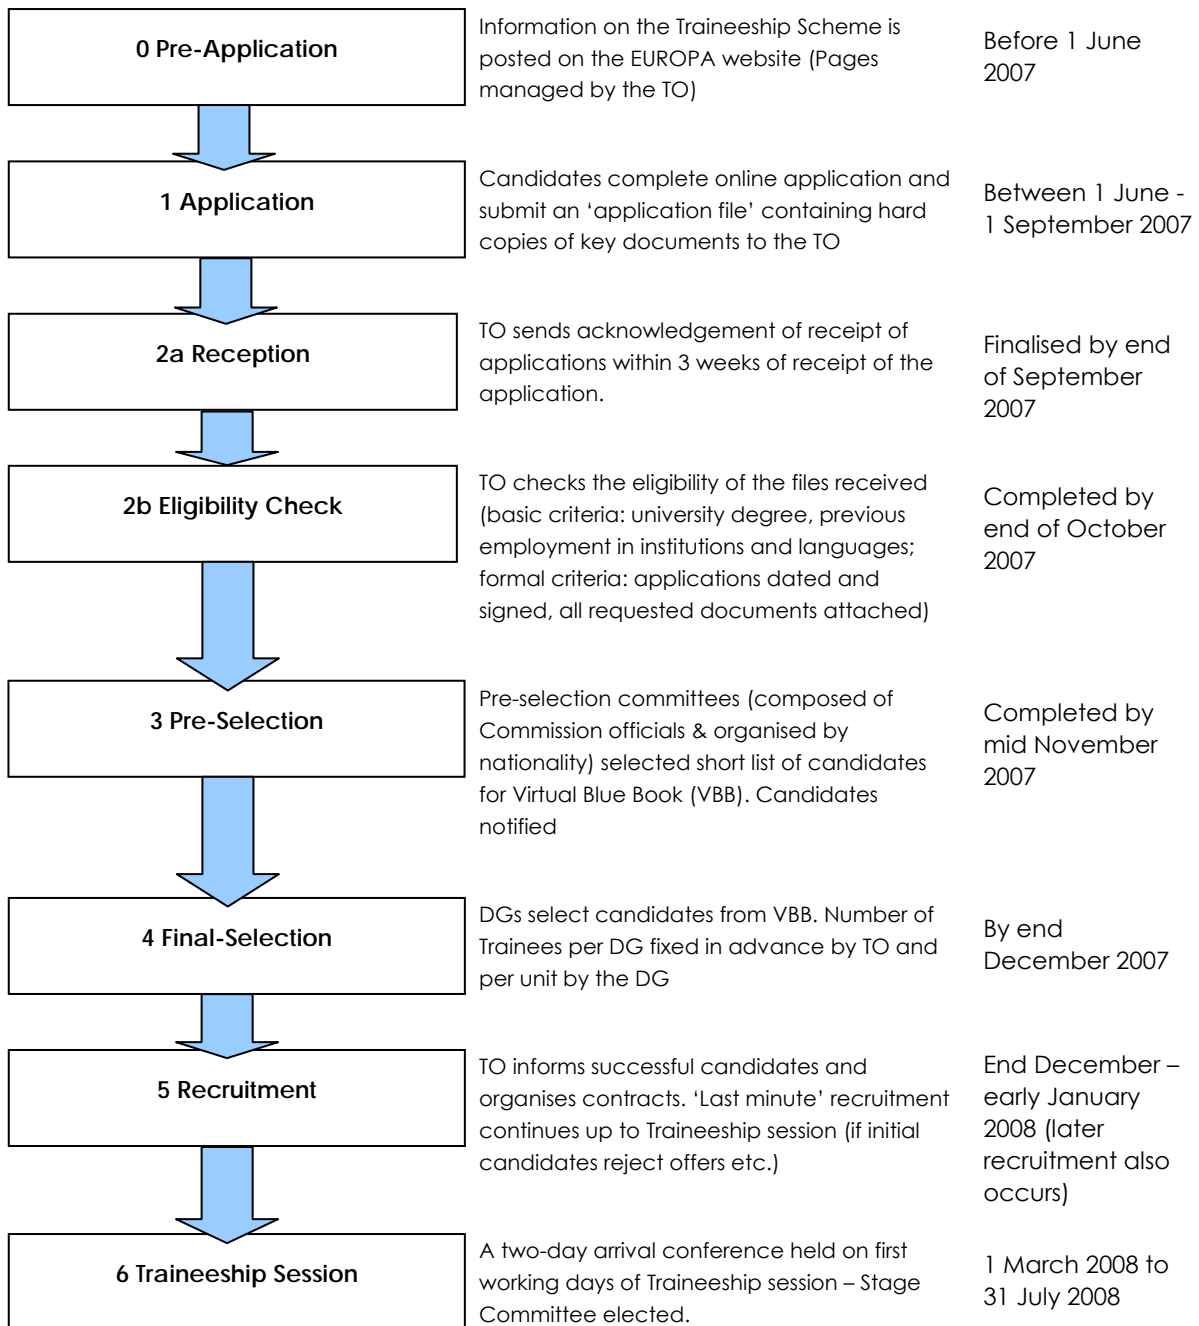 0 Pre-Application
Information on the Traineeship Scheme is
posted on the EUROPA website (Pages
managed by the TO)
Before 1 June
2007
1 Application
Candidates complete online application and
submit an ‘application file’ containing hard
copies of key documents to the TO
Between 1 June -
1 September 2007
2a Reception
TO sends acknowledgement of receipt of
applications within 3 weeks of receipt of the
application.
Finalised by end
of September
2007
2b Eligibility Check
TO checks the eligibility of the files received
(basic criteria: university degree, previous
employment in institutions and languages;
formal criteria: applications dated and
signed, all requested documents attached)
Completed by
end of October
2007
3 Pre-Selection
Pre-selection committees (composed of
Commission officials & organised by
nationality) selected short list of candidates
for Virtual Blue Book (VBB). Candidates
notified
Completed by
mid November
2007
4 Final-Selection
DGs select candidates from VBB. Number of
Trainees per DG fixed in advance by TO and
per unit by the DG
By end
December 2007
5 Recruitment
TO informs successful candidates and
organises contracts. ‘Last minute’ recruitment
continues up to Traineeship session (if initial
candidates reject offers etc.)
End December –
early January
2008 (later
recruitment also
occurs)
6 Traineeship Session
A two-day arrival conference held on first
working days of Traineeship session – Stage
Committee elected.
1 March 2008 to
31 July 2008